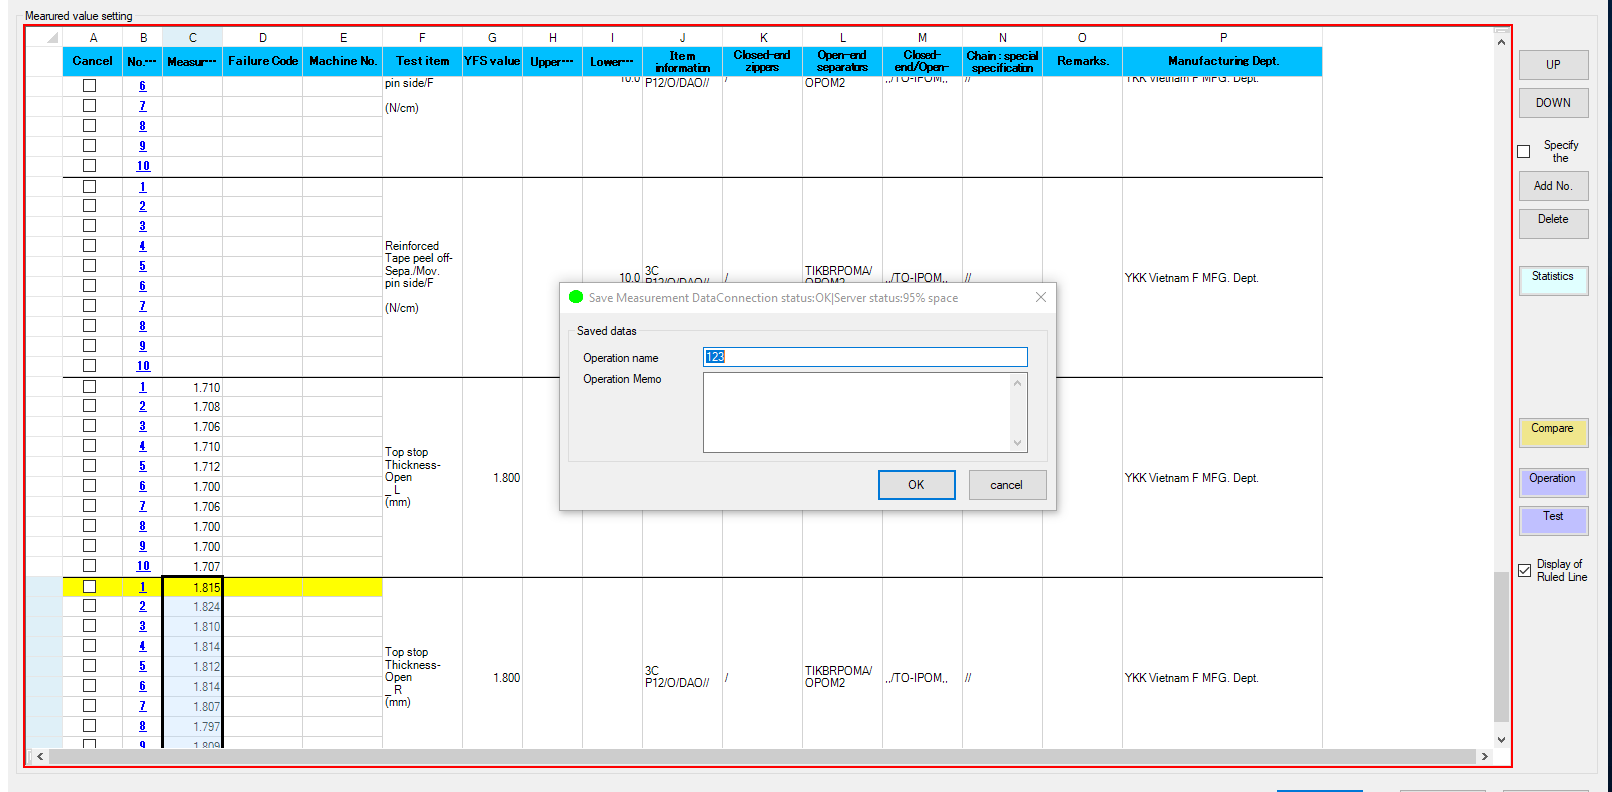 Mearured value setting
A B C D E F G H I J K L M N O P
Cancel No.--- Measur--- Failure Code Machine No. Test item YFS value Upper--- Lower--- Item information Closed-end zippers Open-end separators Closed-end/Open- Chain : special specification Remarks. Manufacturing Dept.
6 pin side/F 10.0 P12/O/DAO// / OPOM2 ,,/TO-IPOM,, // YKK Vietnam F MFG. Dept.
7 (N/cm)
8
9
10
1
2
3
4 Reinforced
Tape peel off-
5 Sepa./Mov. 10.0 3C / TIKBRPOMA/ ,,/TO-IPOM,, // YKK Vietnam F MFG. Dept.
6 pin side/F P12/O/DAO// OPOM2
7 (N/cm)
8
9
10
1 1.710
2 1.708
3 1.706
4 1.710 Top stop
5 1.712 Thickness-
Open 1.800 YKK Vietnam F MFG. Dept.
6 1.700 _ L
7 1.706 (mm)
8 1.700
9 1.700
10 1.707
1 1.815
2 1.824
3 1.810
4 1.814 Top stop
5 1.812 Thickness- 3C TIKBRPOMA/
Open 1.800 P12/O/DAO// / OPOM2 ,,/TO-IPOM,, // YKK Vietnam F MFG. Dept.
6 1.814 _ R
7 1.807 (mm)
8 1.797
9 1.809
Save Measurement DataConnection status:OK|Server status:95% space
Saved datas
Operation name 123
Operation Memo
OK cancel
UP
DOWN
Specify
the
Add No.
Delete
Statistics
Compare
Operation
Test
Display of
Ruled Line